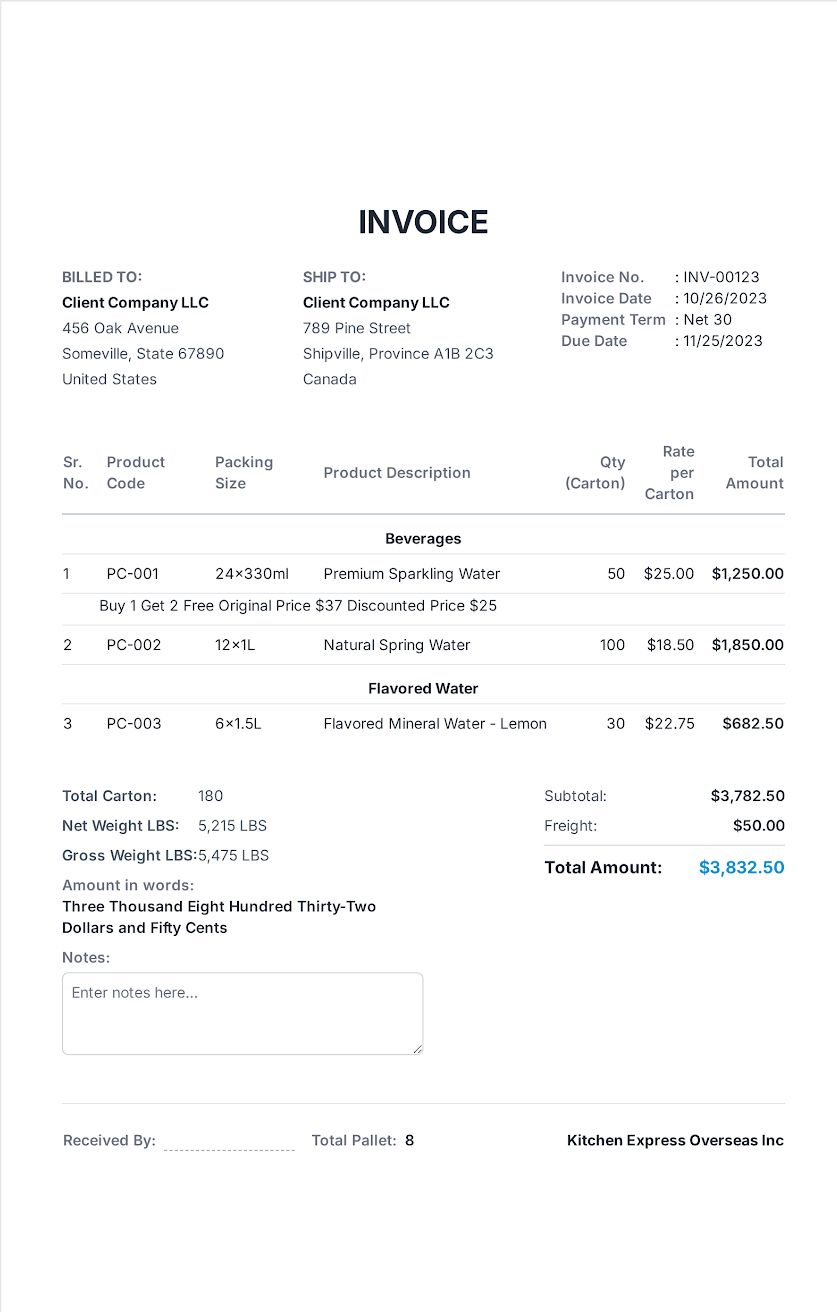 INVOICE
BILLED TO:
Client Company LLC
456 Oak Avenue
Someville, State 67890
United States
SHIP TO:
Client Company LLC
789 Pine Street
Shipville, Province A1B 2C3
Canada
Invoice No. : INV-00123
Invoice Date : 10/26/2023
Payment Term : Net 30
Due Date : 11/25/2023
Sr. No. Product Code Packing Size Product Description Qty (Carton) Rate per Carton Total Amount
Beverages
1 PC-001 24×330ml Premium Sparkling Water 50 $25.00 $1,250.00
Buy 1 Get 2 Free Original Price $37 Discounted Price $25
2 PC-002 12×1L Natural Spring Water 100 $18.50 $1,850.00
Flavored Water
3 PC-003 6×1.5L Flavored Mineral Water - Lemon 30 $22.75 $682.50
Total Carton: 180
Net Weight LBS: 5,215 LBS
Gross Weight LBS:5,475 LBS
Amount in words:
Three Thousand Eight Hundred Thirty-Two
Dollars and Fifty Cents
Notes:
Enter notes here...
Subtotal: $3,782.50
Freight: $50.00
Total Amount: $3,832.50
Received By:
Total Pallet: 8
Kitchen Express Overseas Inc